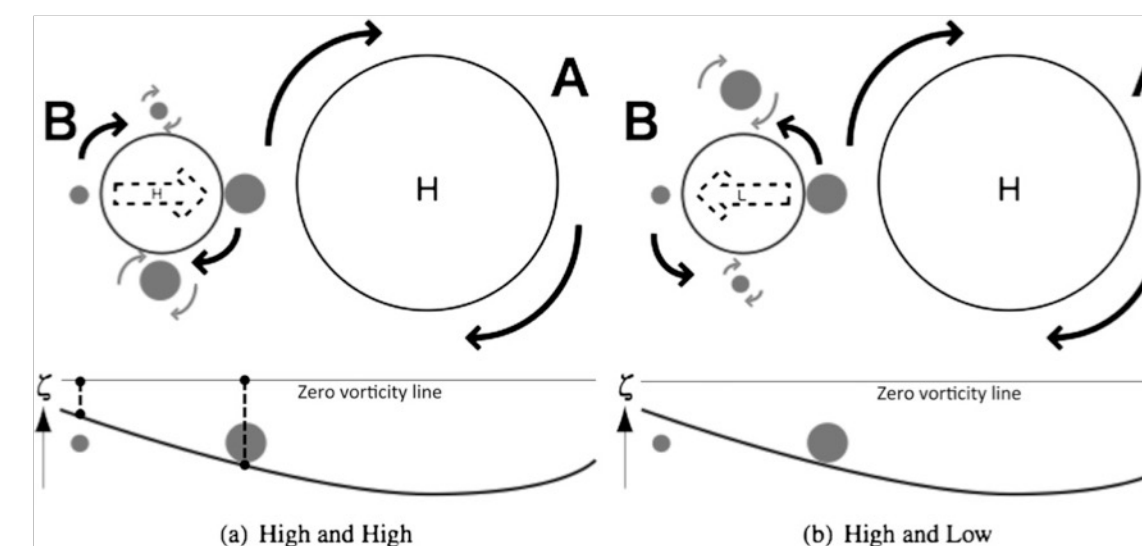 B
H
H
A
ζ
Zero vorticity line
(a) High and High
B
L
H
ζ
Zero vorticity line
(b) High and Low